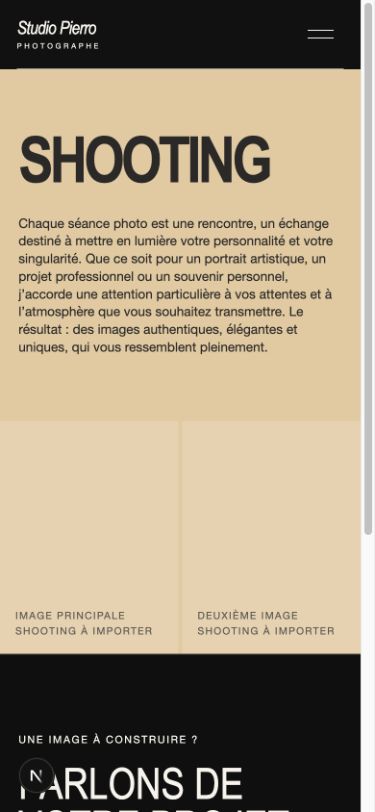 Studio Pierro
PHOTOGRAPHE
SHOOTING
Chaque séance photo est une rencontre, un échange
destiné à mettre en lumière votre personnalité et votre
singularité. Que ce soit pour un portrait artistique, un
projet professionnel ou un souvenir personnel,
j’accorde une attention particulière à vos attentes et à
l’atmosphère que vous souhaitez transmettre. Le
résultat : des images authentiques, élégantes et
uniques, qui vous ressemblent pleinement.
IMAGE PRINCIPALE
SHOOTING À IMPORTER
DEUXIÈME IMAGE
SHOOTING À IMPORTER
UNE IMAGE À CONSTRUIRE ?
N
PARLONS DE
NOTRE PROJET